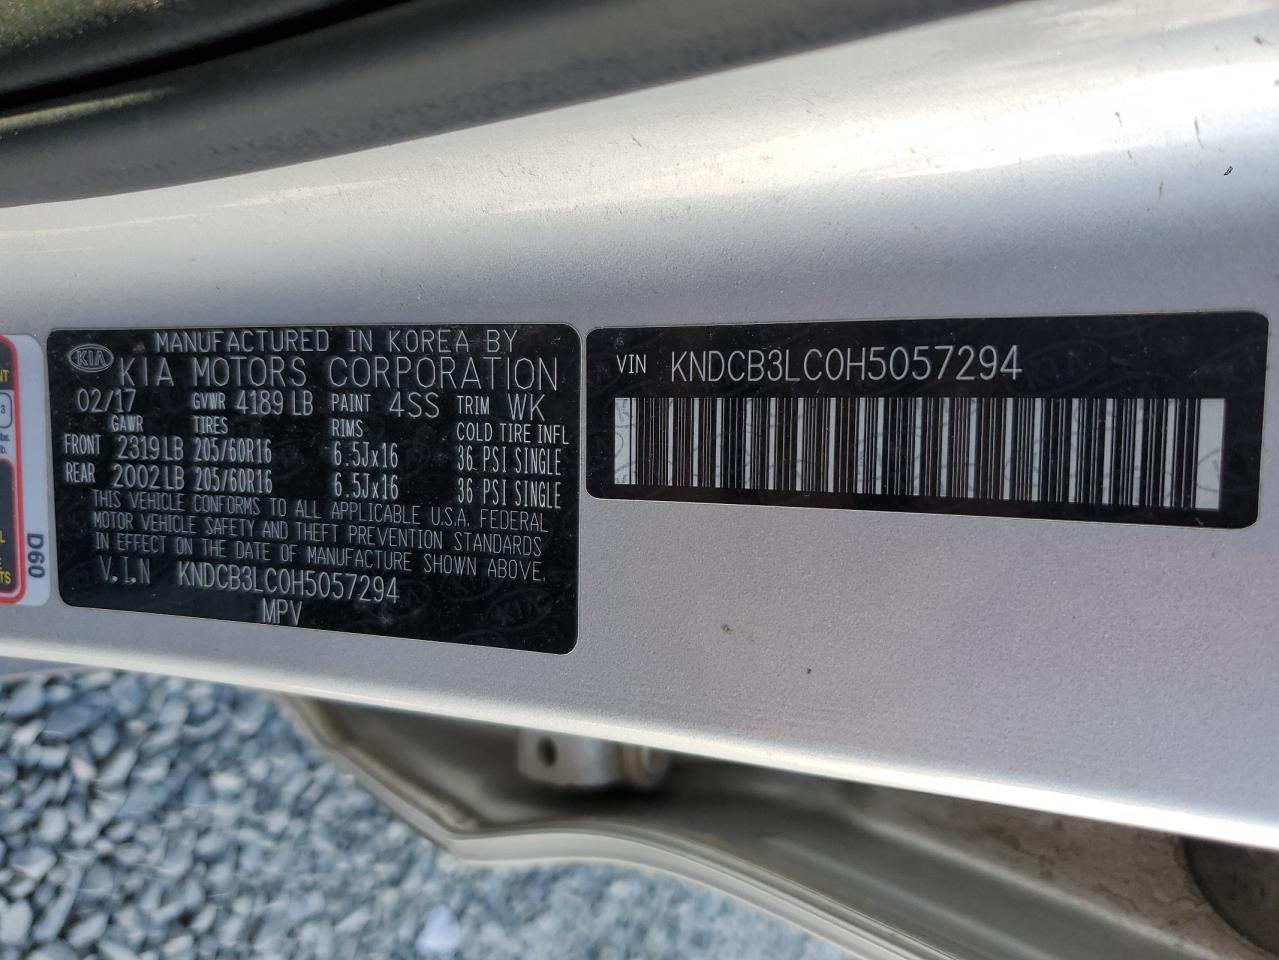 MANUFACTURED IN KOREA BY
KIA KIA MOTORS CORPORATION
02/17 GVWR 4189 LB PAINT 4SS TRIM WK
GAWR TIRES RIMS COLD TIRE INFL
FRONT 2319 LB 205/60R16 6.5Jx16 36 PSI SINGLE
REAR 2002 LB 205/60R16 6.5Jx16 36 PSI SINGLE
THIS VEHICLE CONFORMS TO ALL APPLICABLE U.S.A. FEDERAL
MOTOR VEHICLE SAFETY AND THEFT PREVENTION STANDARDS
IN EFFECT ON THE DATE OF MANUFACTURE SHOWN ABOVE.
V.I.N KNDCB3LC0H5057294
MPV
VIN KNDCB3LC0H5057294
D60